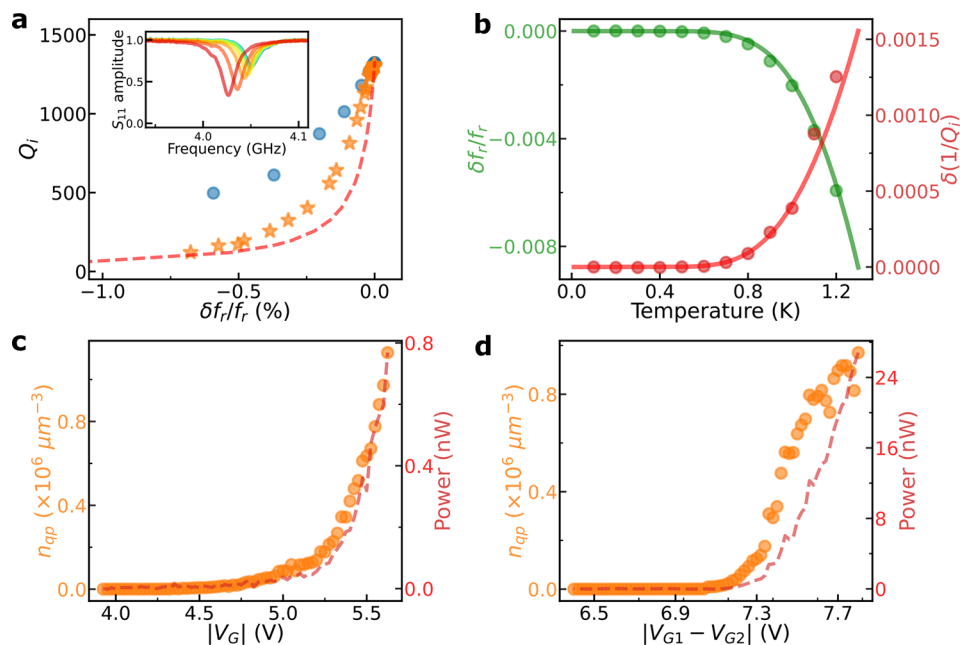 a
Q_i
1500
1000
500
0
−1.0
−0.5
0.0
δf_r/f_r (%)
S_11 amplitude
1.0
0.5
0.0
4.0
4.1
Frequency (GHz)
b
δf_r/f_r
0.000
−0.004
−0.008
0.0
0.4
0.8
1.2
Temperature (K)
δ(1/Q_i)
0.0015
0.0010
0.0005
0.0000
c
n_qp (×10^6 μm^−3)
0.8
0.4
0.0
4.0
4.5
5.0
5.5
|V_G| (V)
Power (nW)
0.8
0.4
0.0
d
n_qp (×10^6 μm^−3)
0.8
0.4
0.0
6.5
6.9
7.3
7.7
|V_G1 − V_G2| (V)
Power (nW)
24
16
8
0